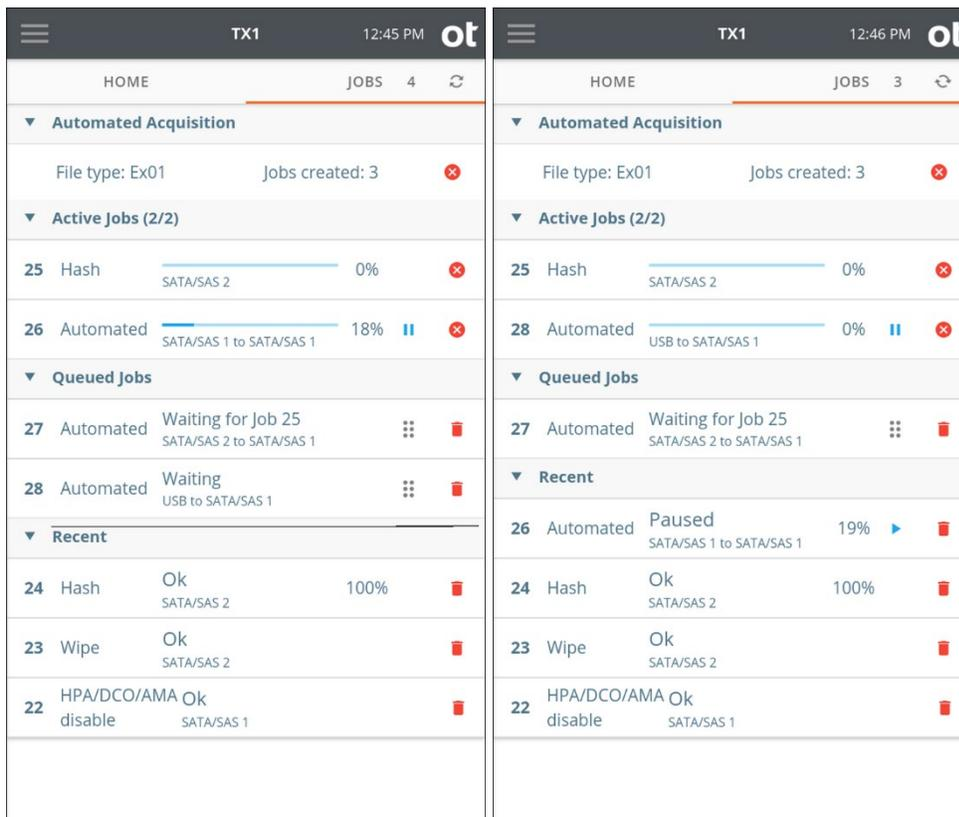 TX1 12:45 PM ot
HOME JOBS 4
Automated Acquisition
File type: Ex01 Jobs created: 3
Active Jobs (2/2)
25 Hash 0%
SATA/SAS 2
26 Automated 18%
SATA/SAS 1 to SATA/SAS 1
Queued Jobs
27 Automated Waiting for Job 25
SATA/SAS 2 to SATA/SAS 1
28 Automated Waiting
USB to SATA/SAS 1
Recent
24 Hash Ok 100%
SATA/SAS 2
23 Wipe Ok
SATA/SAS 2
22 HPA/DCO/AMA disable Ok
SATA/SAS 1
TX1 12:46 PM ot
HOME JOBS 3
Automated Acquisition
File type: Ex01 Jobs created: 3
Active Jobs (2/2)
25 Hash 0%
SATA/SAS 2
28 Automated 0%
USB to SATA/SAS 1
Queued Jobs
27 Automated Waiting for Job 25
SATA/SAS 2 to SATA/SAS 1
Recent
26 Automated Paused 19%
SATA/SAS 1 to SATA/SAS 1
24 Hash Ok 100%
SATA/SAS 2
23 Wipe Ok
SATA/SAS 2
22 HPA/DCO/AMA disable Ok
SATA/SAS 1